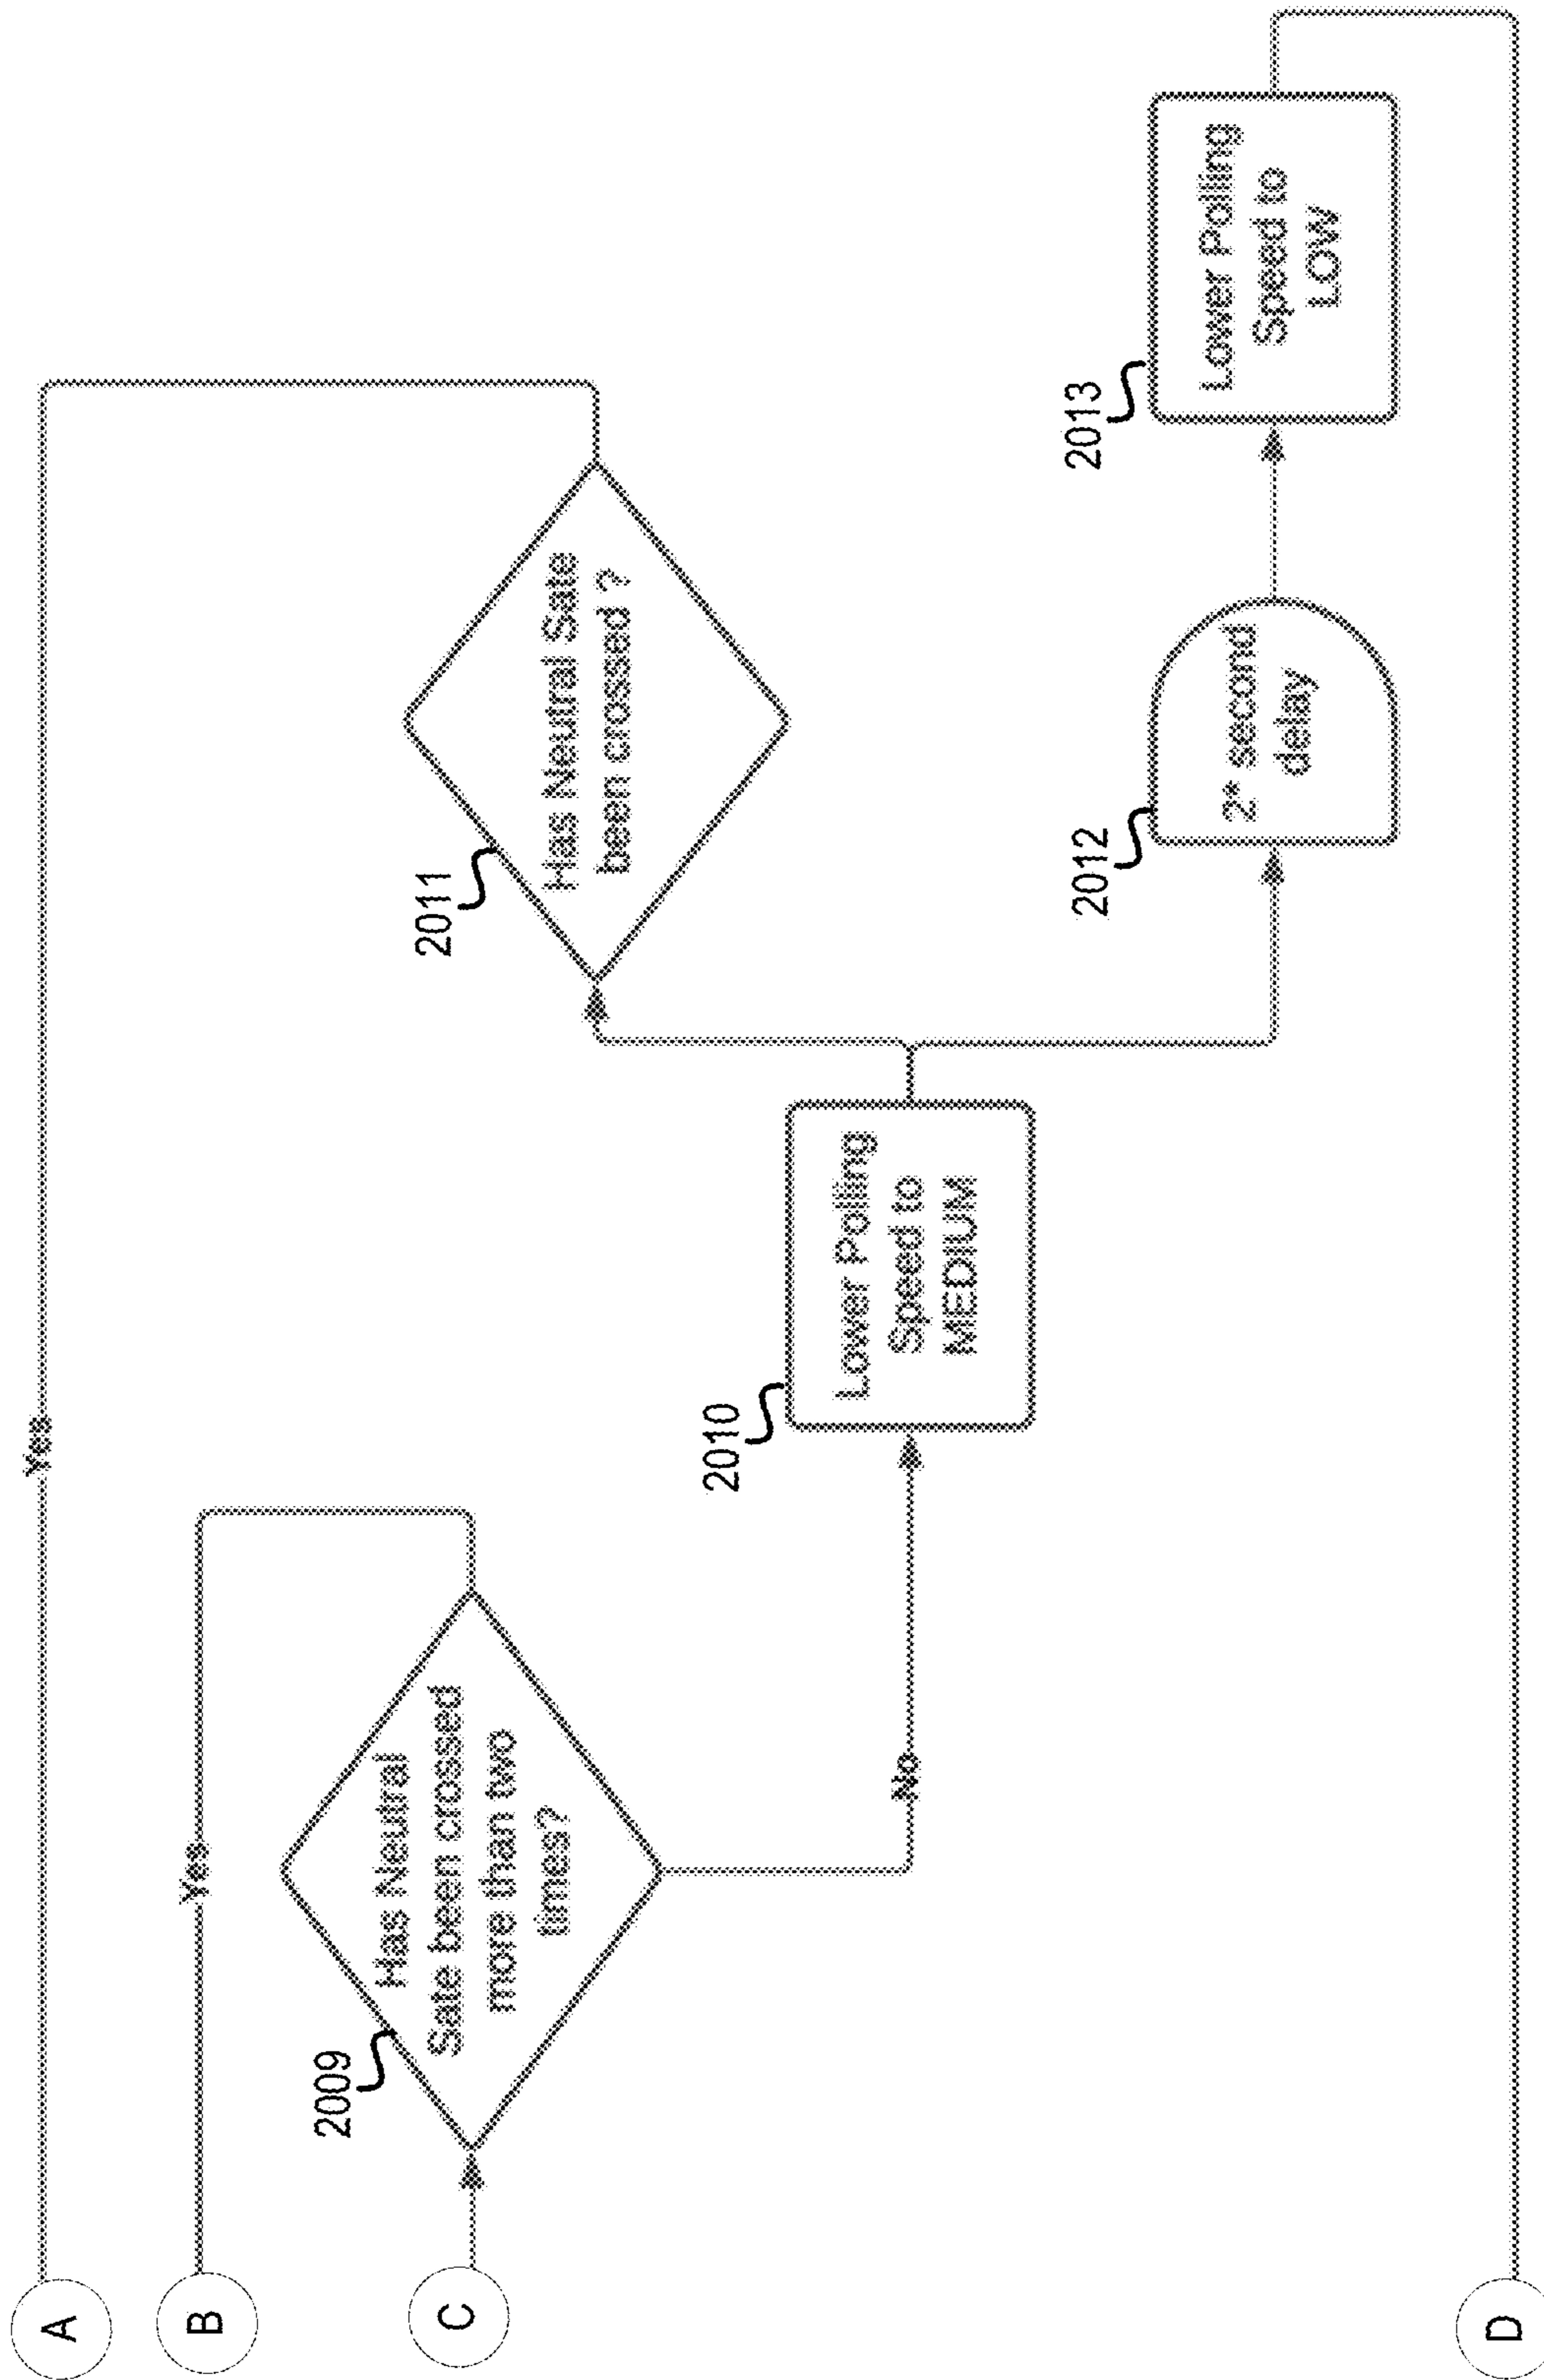 A
Yes
B
Yes
C
2009
Has Neutral
Sate been crossed
more than two
times?
No
2010
Lower Polling
Speed to
MEDIUM
2011
Has Neutral Sate
been crossed ?
2012
2* second
delay
2013
Lower Polling
Speed to
LOW
D